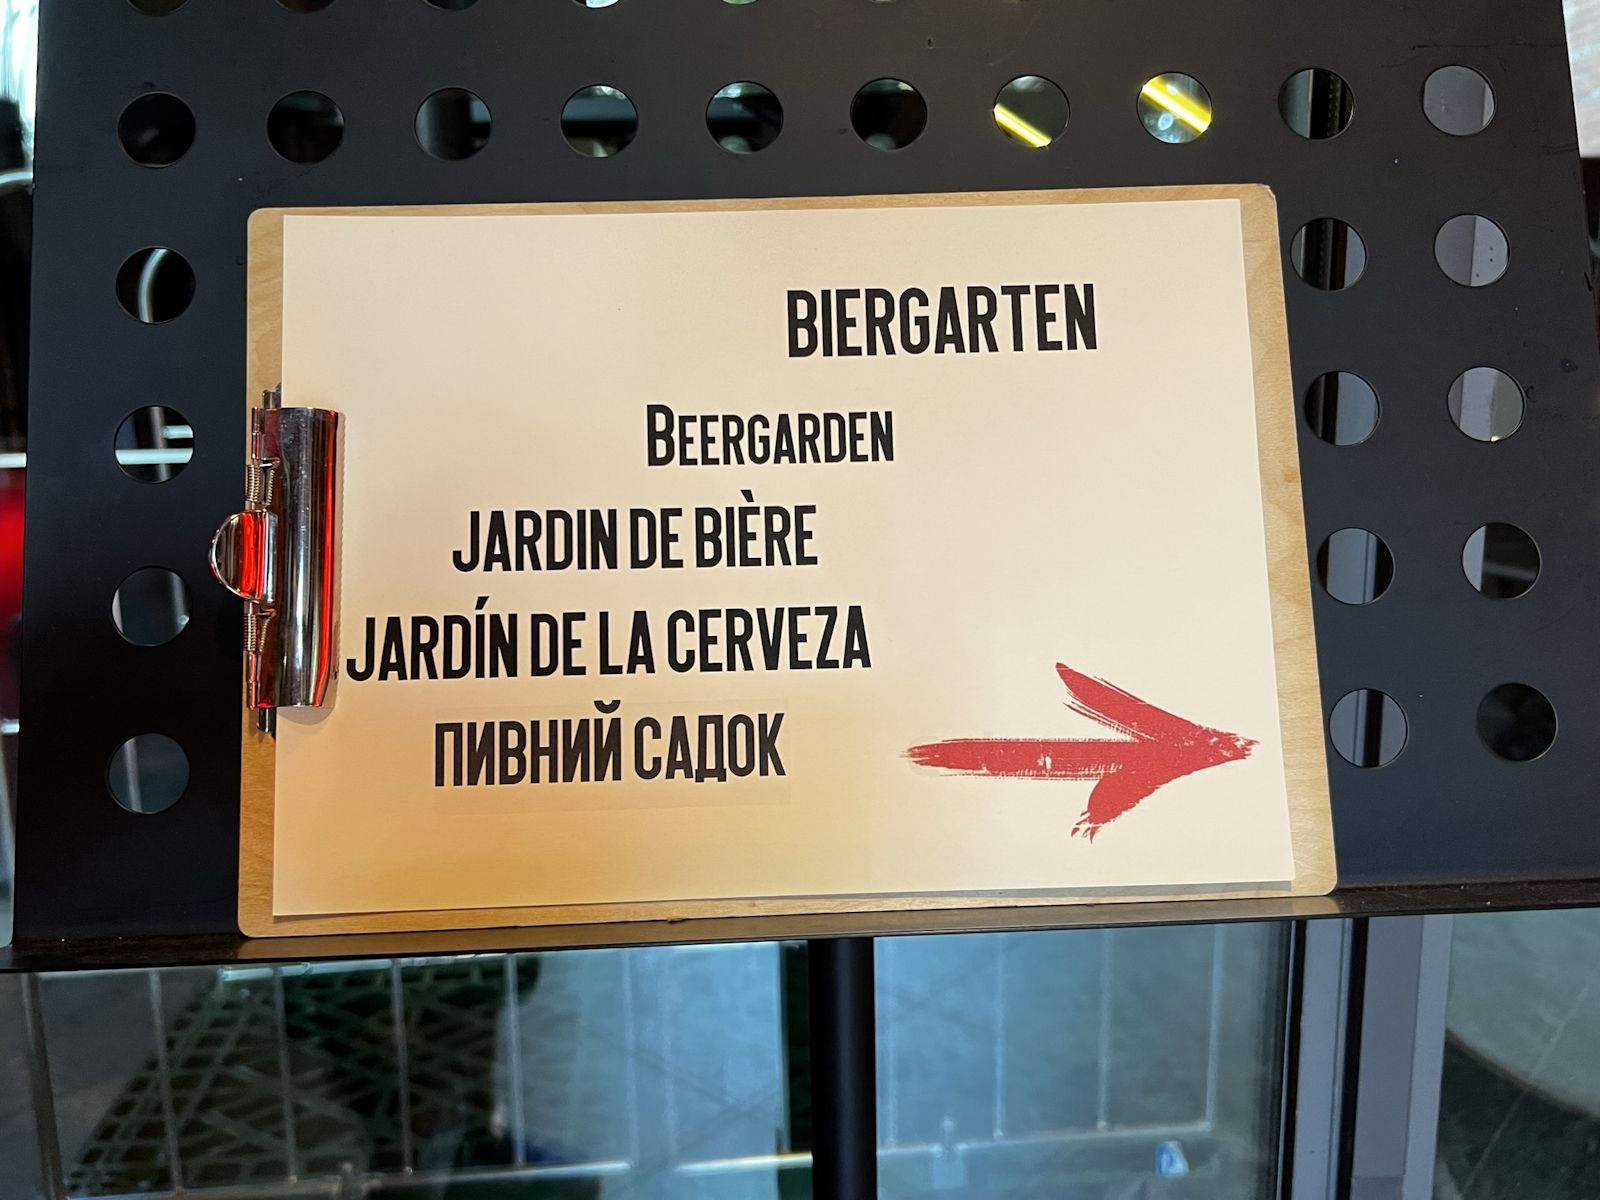 BIERGARTEN
BEERGARDEN
JARDIN DE BIÈRE
JARDÍN DE LA CERVEZA
ПИВНИЙ САДОК